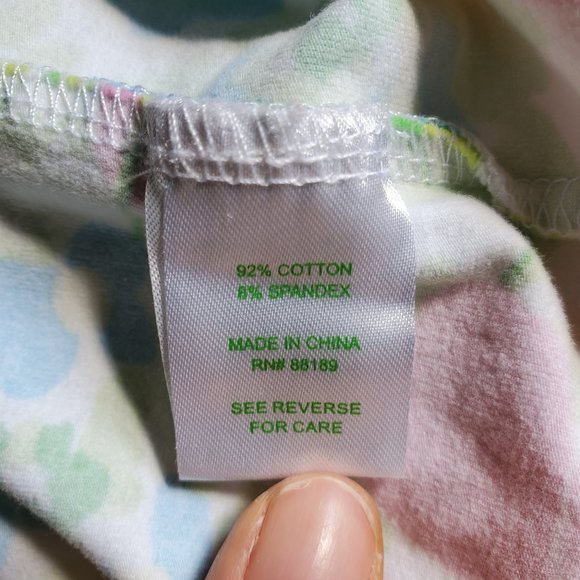 92% COTTON
8% SPANDEX
MADE IN CHINA
RN# 88189
SEE REVERSE
FOR CARE